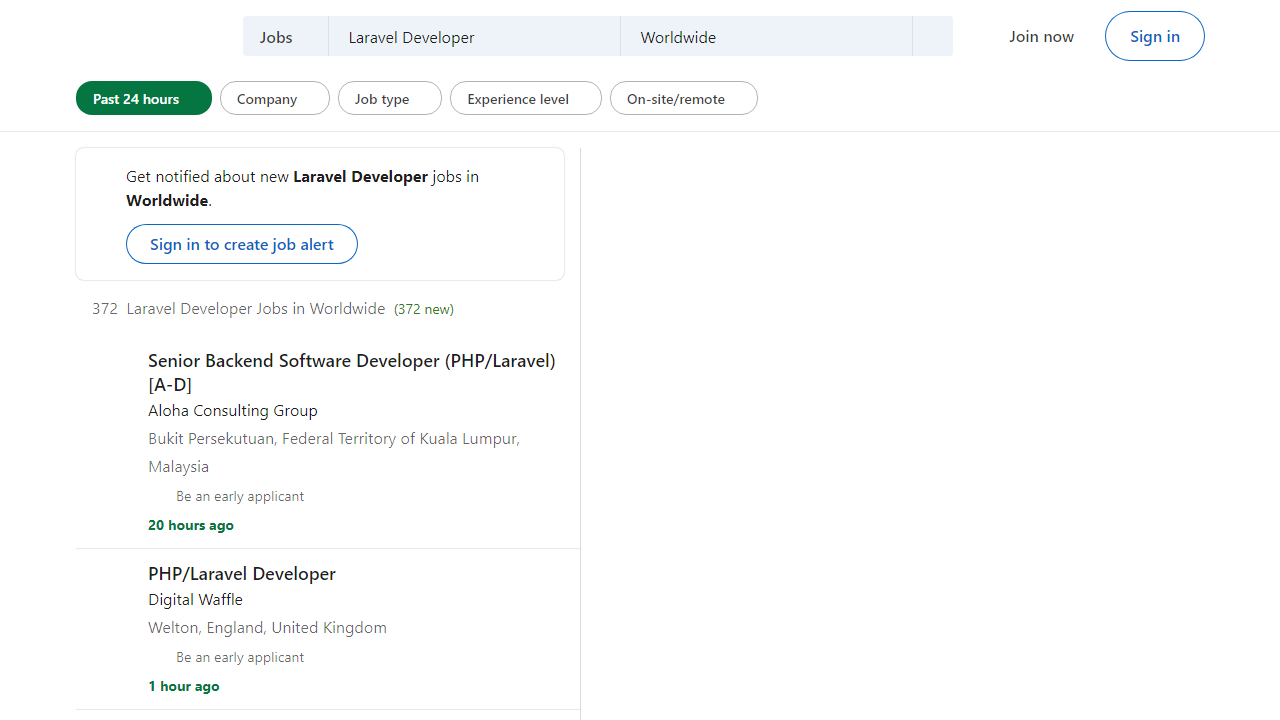 Jobs
Laravel Developer
Worldwide
Join now
Sign in
Past 24 hours
Company
Job type
Experience level
On-site/remote
Get notified about new Laravel Developer jobs in
Worldwide.
Sign in to create job alert
372 Laravel Developer Jobs in Worldwide (372 new)
Senior Backend Software Developer (PHP/Laravel)
[A-D]
Aloha Consulting Group
Bukit Persekutuan, Federal Territory of Kuala Lumpur,
Malaysia
Be an early applicant
20 hours ago
PHP/Laravel Developer
Digital Waffle
Welton, England, United Kingdom
Be an early applicant
1 hour ago